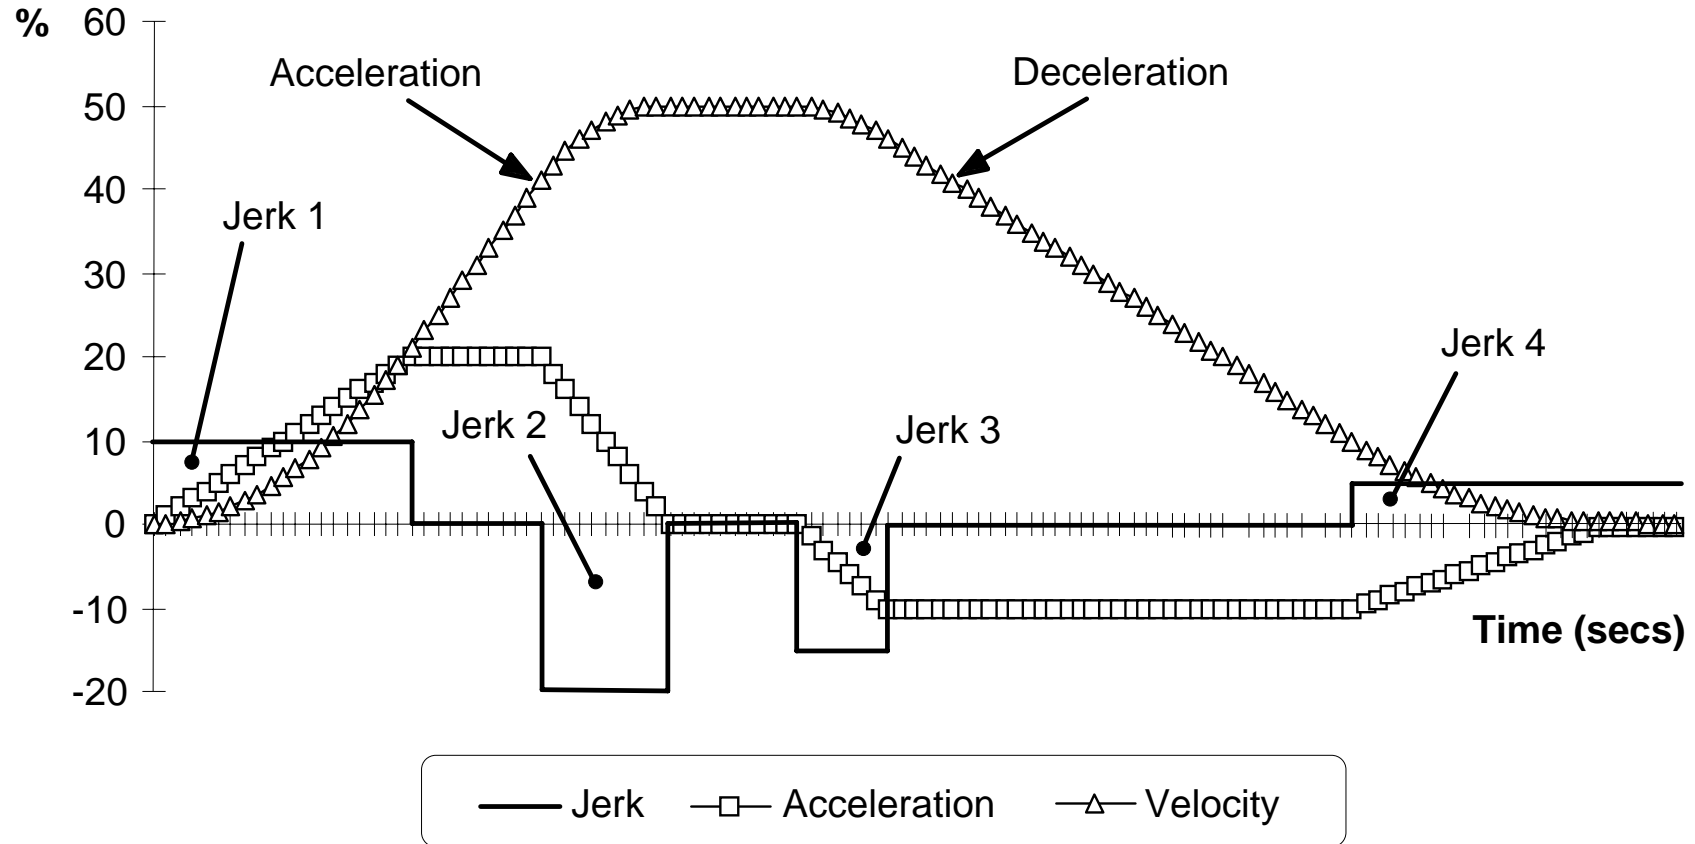 %
60
Acceleration
Deceleration
50
40
Jerk 1
30
20
Jerk 4
10
Jerk 2
Jerk 3
0
-10
Time (secs)
-20
Jerk Acceleration Velocity